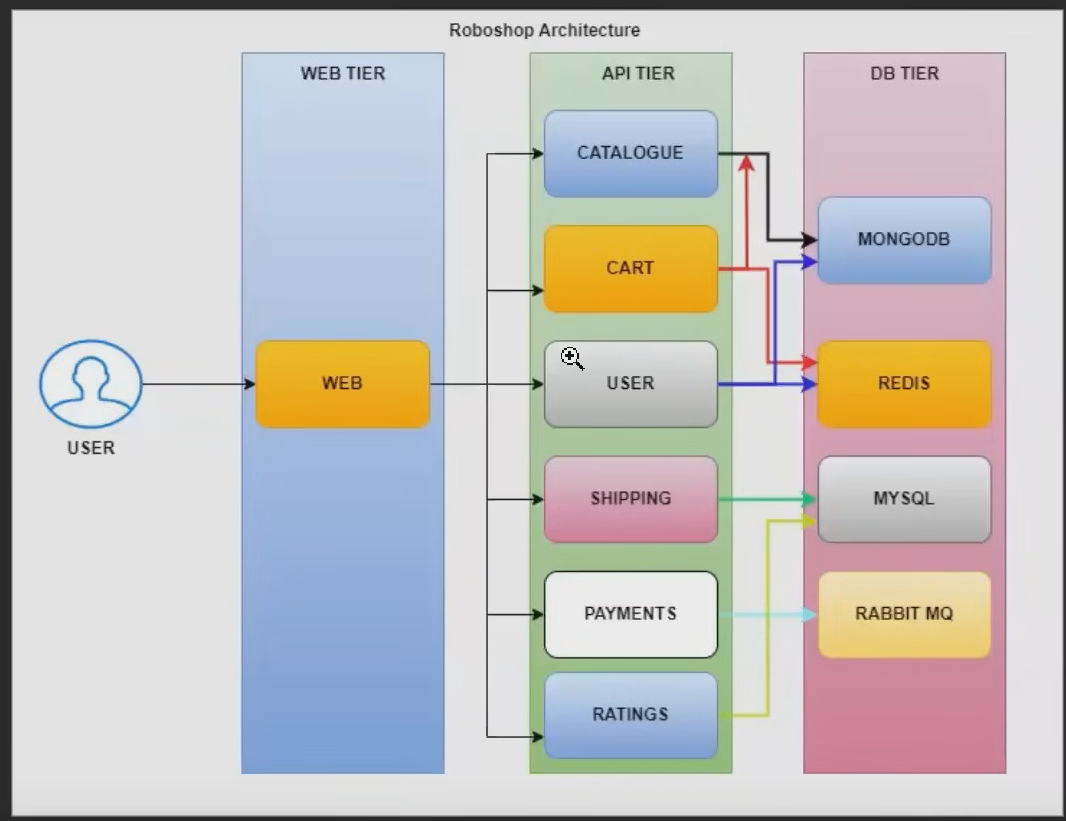 Roboshop Architecture
WEB TIER
API TIER
DB TIER
CATALOGUE
MONGODB
CART
USER
WEB
USER
REDIS
SHIPPING
MYSQL
PAYMENTS
RABBIT MQ
RATINGS